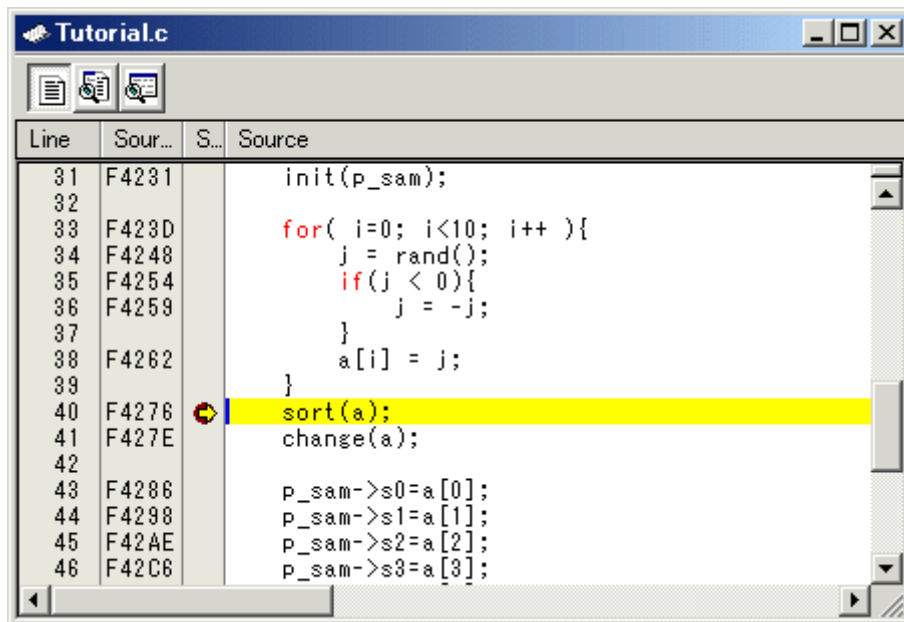 Tutorial.c
Line Sour... S... Source
31 F4231 init(p_sam);
32
33 F423D for( i=0; i<10; i++ ){
34 F4248 j = rand();
35 F4254 if(j < 0){
36 F4259 j = -j;
37 }
38 F4262 a[i] = j;
39 }
40 F4276 sort(a);
41 F427E change(a);
42
43 F4286 p_sam->s0=a[0];
44 F4298 p_sam->s1=a[1];
45 F42AE p_sam->s2=a[2];
46 F42C6 p_sam->s3=a[3];